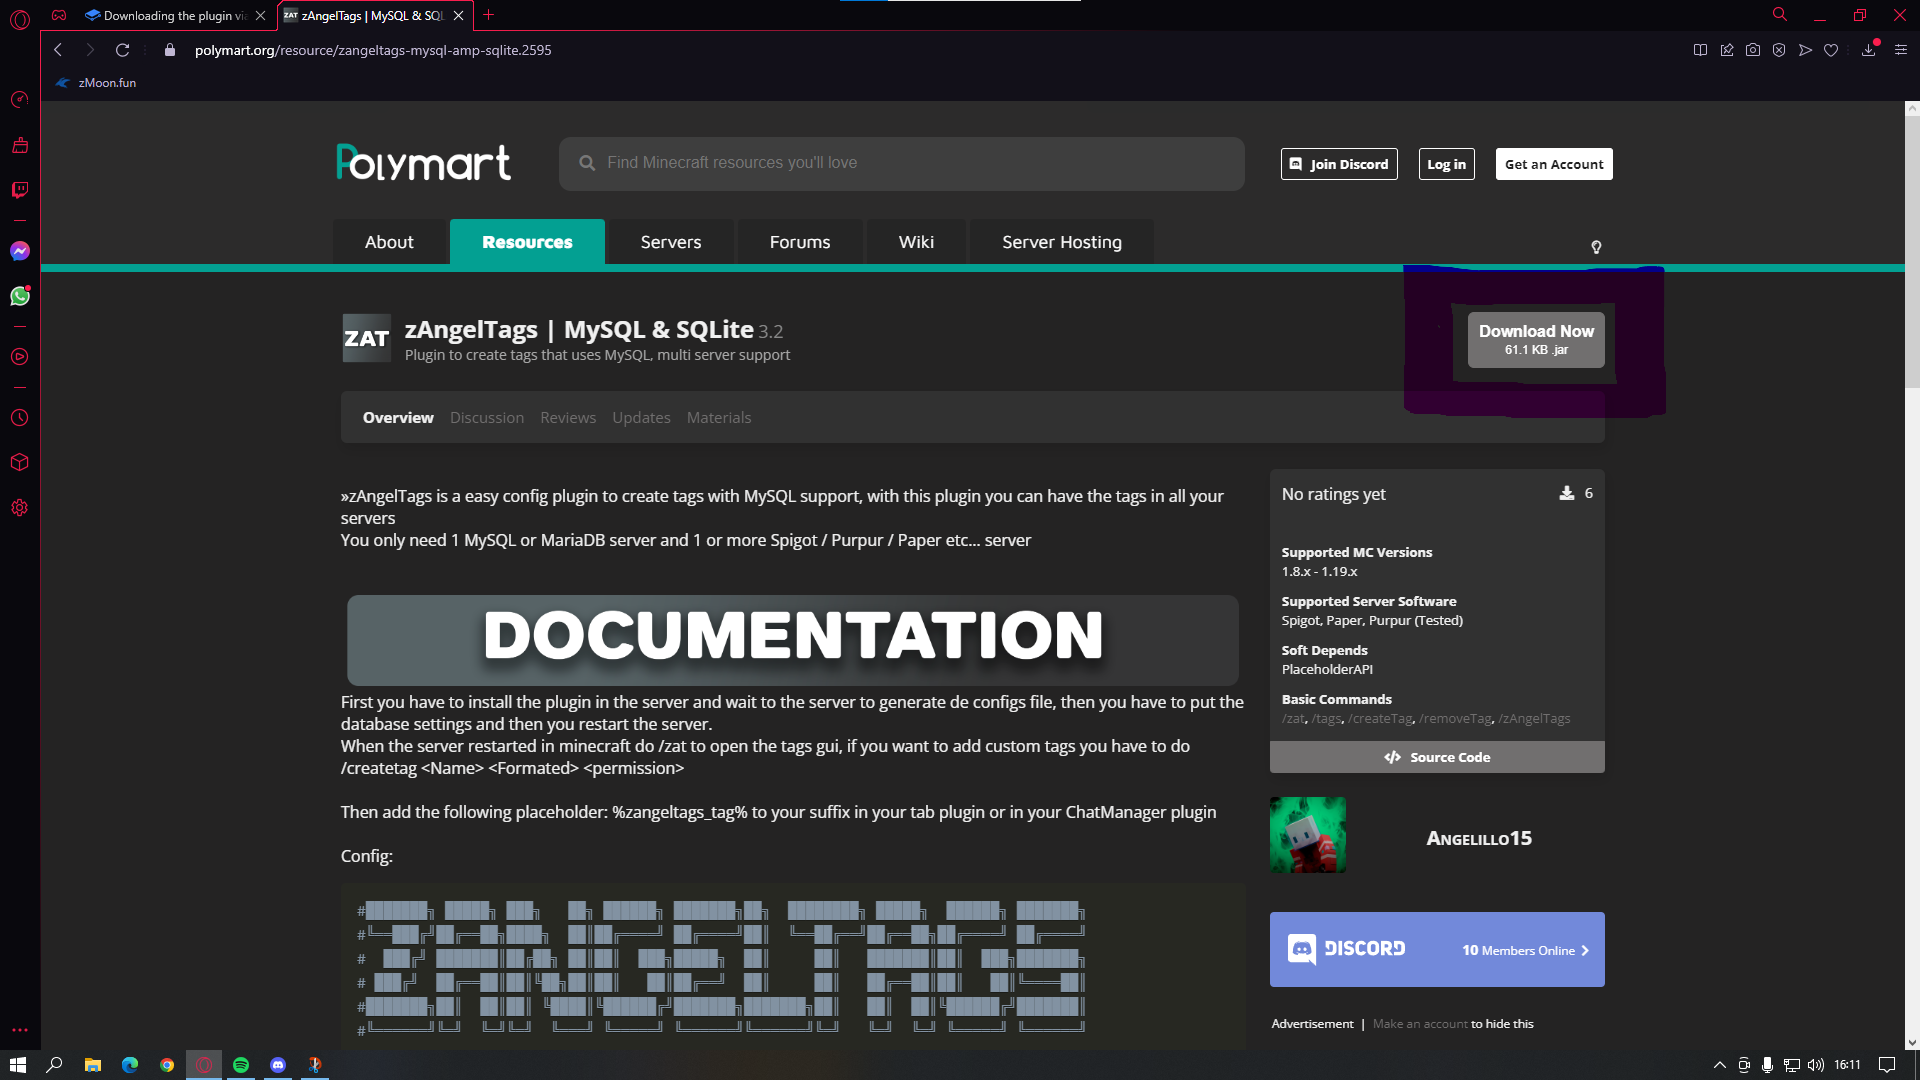 Downloading the plugin via
zAngelTags | MySQL & SQL
polymart.org/resource/zangeltags-mysql-amp-sqlite.2595
zMoon.fun
Polymart
Find Minecraft resources you'll love
Join Discord
Log in
Get an Account
About
Resources
Servers
Forums
Wiki
Server Hosting
ZAT
zAngelTags | MySQL & SQLite 3.2
Plugin to create tags that uses MySQL, multi server support
Download Now
61.1 KB .jar
Overview
Discussion
Reviews
Updates
Materials
»zAngelTags is a easy config plugin to create tags with MySQL support, with this plugin you can have the tags in all your
servers
You only need 1 MySQL or MariaDB server and 1 or more Spigot / Purpur / Paper etc... server
DOCUMENTATION
First you have to install the plugin in the server and wait to the server to generate de configs file, then you have to put the
database settings and then you restart the server.
When the server restarted in minecraft do /zat to open the tags gui, if you want to add custom tags you have to do
/createtag <Name> <Formated> <permission>
Then add the following placeholder: %zangeltags_tag% to your suffix in your tab plugin or in your ChatManager plugin
Config:
No ratings yet
6
Supported MC Versions
1.8.x - 1.19.x
Supported Server Software
Spigot, Paper, Purpur (Tested)
Soft Depends
PlaceholderAPI
Basic Commands
/zat, /tags, /createTag, /removeTag, /zAngelTags
Source Code
Angelillo15
DISCORD
10 Members Online
Advertisement | Make an account to hide this
16:11